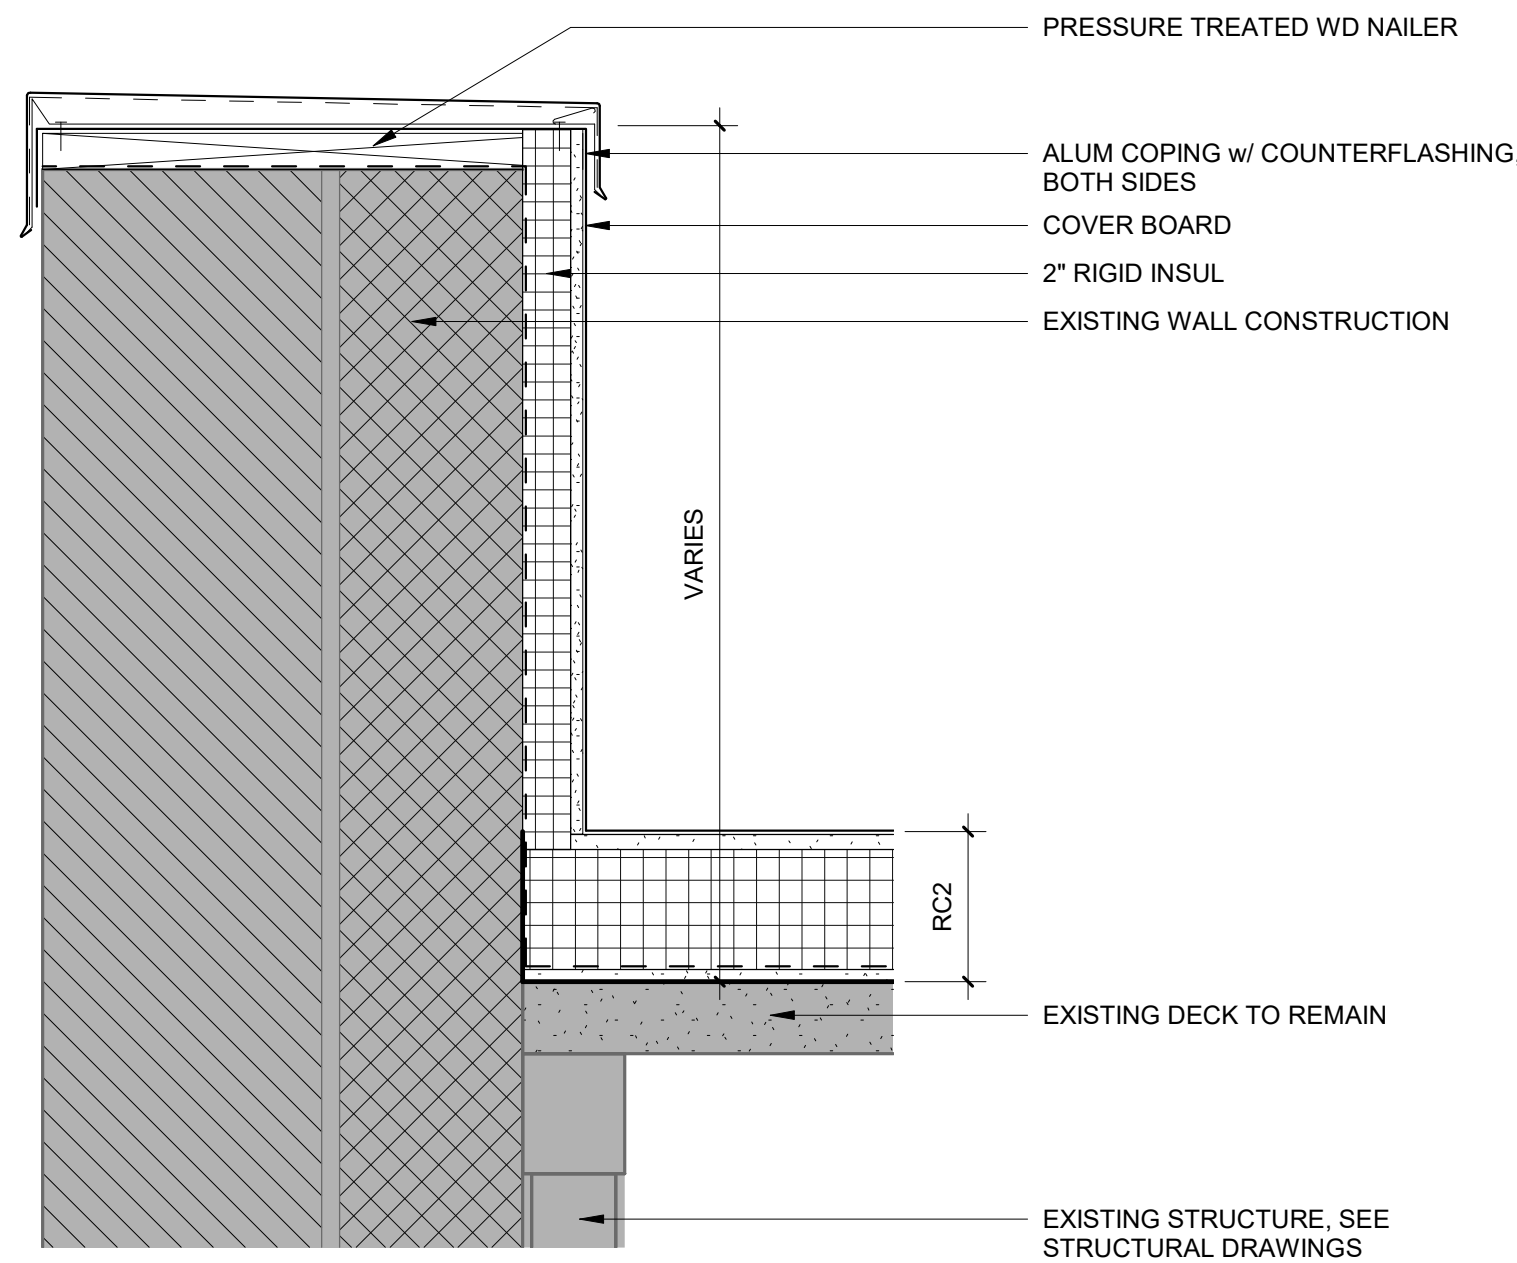 PRESSURE TREATED WD NAILER
ALUM COPING w/ COUNTERFLASHING,
BOTH SIDES
COVER BOARD
2" RIGID INSUL
EXISTING WALL CONSTRUCTION
VARIES
RC2
EXISTING DECK TO REMAIN
EXISTING STRUCTURE, SEE
STRUCTURAL DRAWINGS